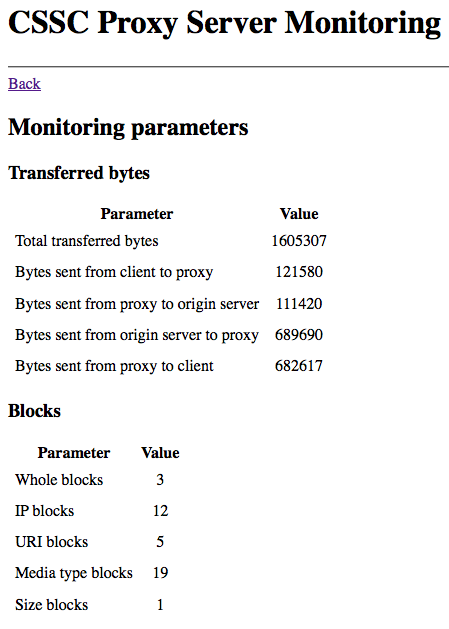 CSSC Proxy Server Monitoring
Back
Monitoring parameters
Transferred bytes
Parameter Value
Total transferred bytes 1605307
Bytes sent from client to proxy 121580
Bytes sent from proxy to origin server 111420
Bytes sent from origin server to proxy 689690
Bytes sent from proxy to client 682617
Blocks
Parameter Value
Whole blocks 3
IP blocks 12
URI blocks 5
Media type blocks 19
Size blocks 1